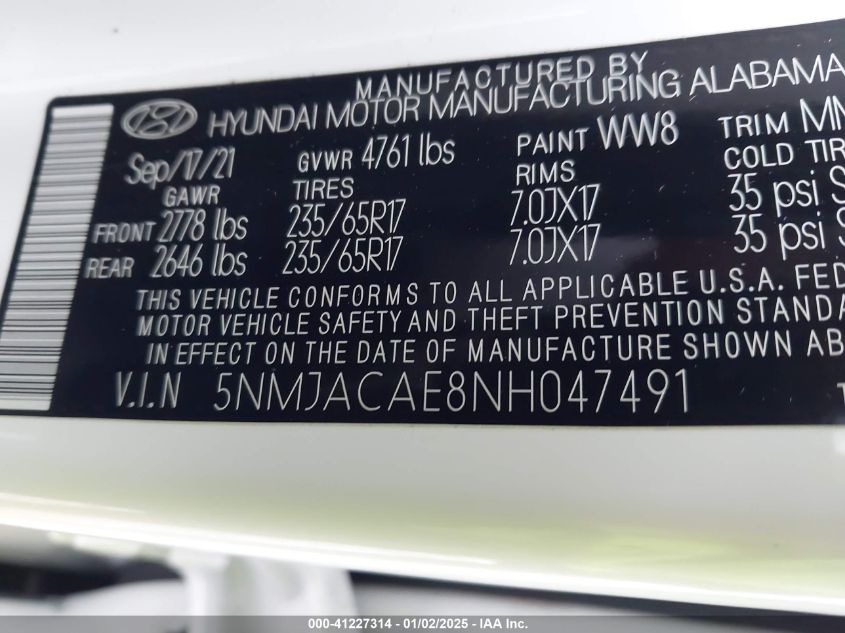 MANUFACTURED BY
HYUNDAI MOTOR MANUFACTURING ALABAMA
Sep/17/21 GVWR 4761 lbs PAINT WW8 TRIM
GAWR TIRES RIMS COLD
FRONT 2778 lbs 235/65R17 7.0JX17 35 psi
REAR 2646 lbs 235/65R17 7.0JX17 35 psi
THIS VEHICLE CONFORMS TO ALL APPLICABLE U.S.A.
MOTOR VEHICLE SAFETY AND THEFT PREVENTION
IN EFFECT ON THE DATE OF MANUFACTURE SHOWN
V.I.N 5NMJACAE8NH047491
000-41227314 — 01/02/2025 — IAA, Inc.